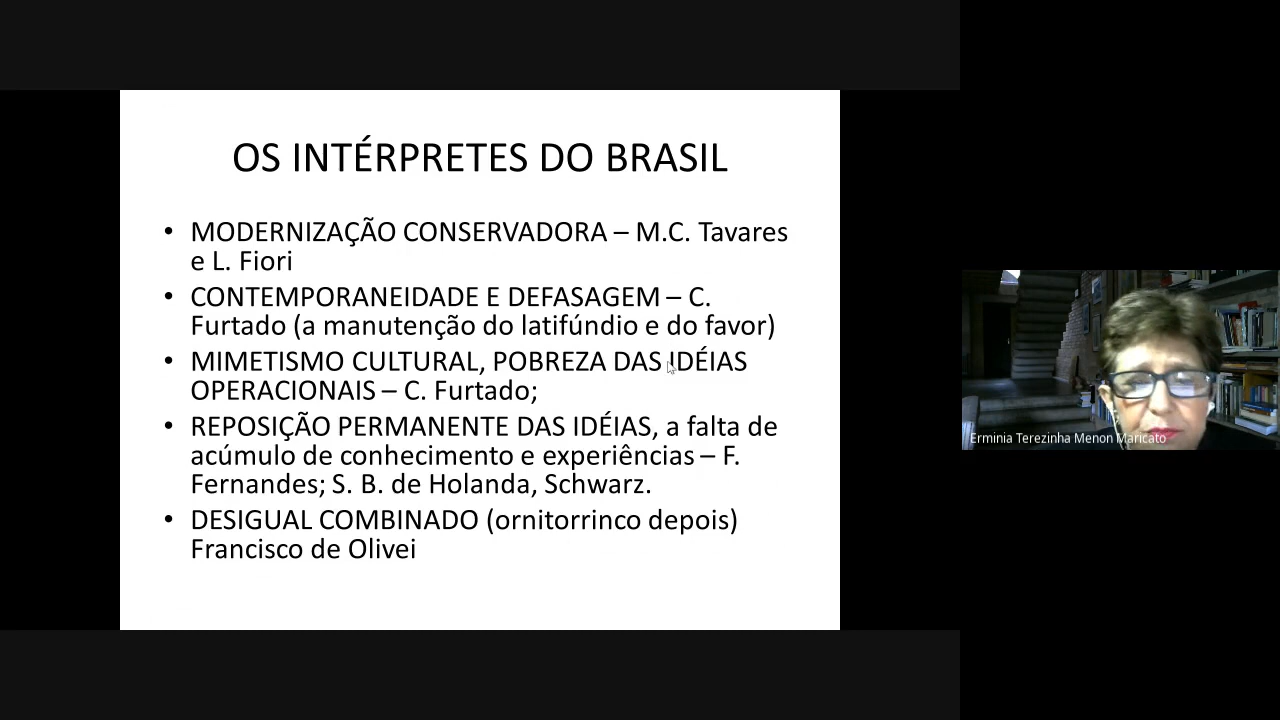 OS INTÉRPRETES DO BRASIL
• MODERNIZAÇÃO CONSERVADORA – M.C. Tavares
e L. Fiori
• CONTEMPORANEIDADE E DEFASAGEM – C.
Furtado (a manutenção do latifúndio e do favor)
• MIMETISMO CULTURAL, POBREZA DAS IDÉIAS
OPERACIONAIS – C. Furtado;
• REPOSIÇÃO PERMANENTE DAS IDÉIAS, a falta de
acúmulo de conhecimento e experiências – F.
Fernandes; S. B. de Holanda, Schwarz.
• DESIGUAL COMBINADO (ornitorrinco depois)
Francisco de Olivei
Erminia Terezinha Menon Maricato